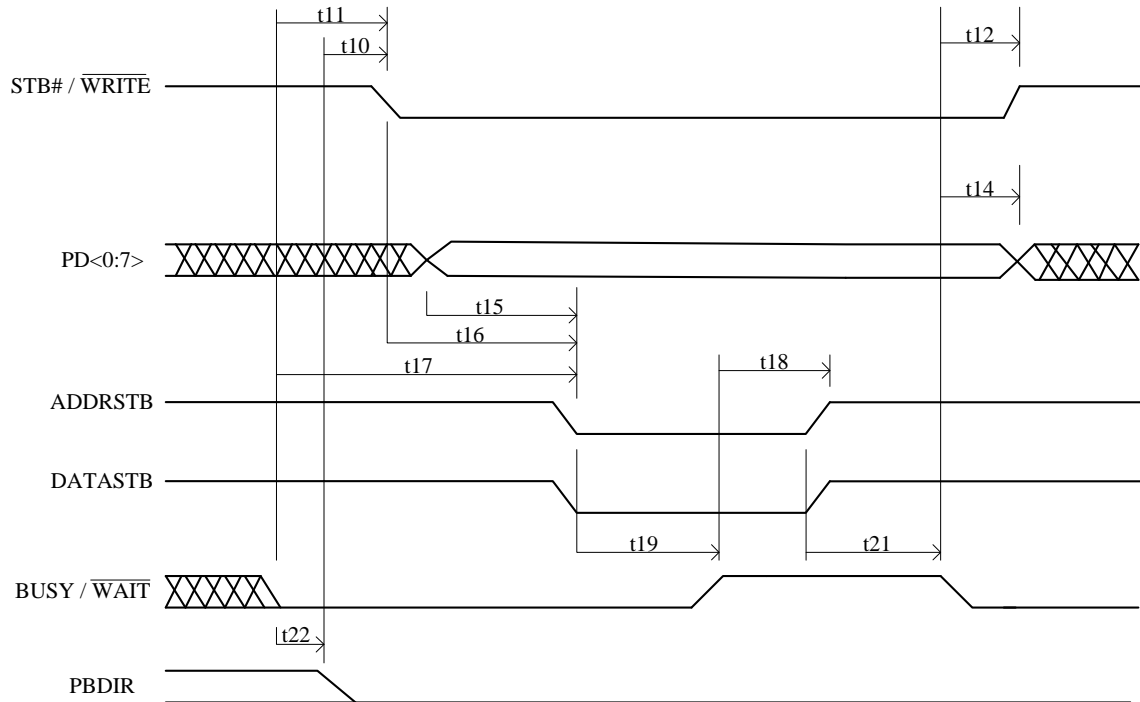 t11
t12
t10
STB# / WRITE
t14
PD<0:7>
t15
t16
t17
t18
ADDRSTB
DATASTB
t19
t21
BUSY / WAIT
t22
PBDIR